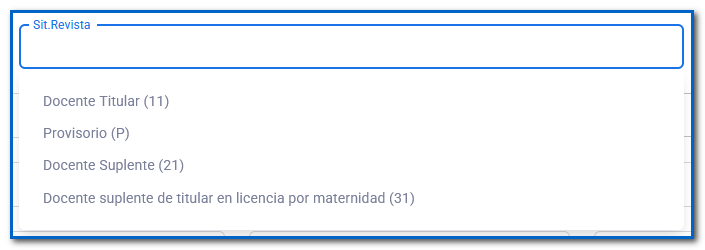 Sit.Revista
Docente Titular (11)
Provisorio (P)
Docente Suplente (21)
Docente suplente de titular en licencia por maternidad (31)